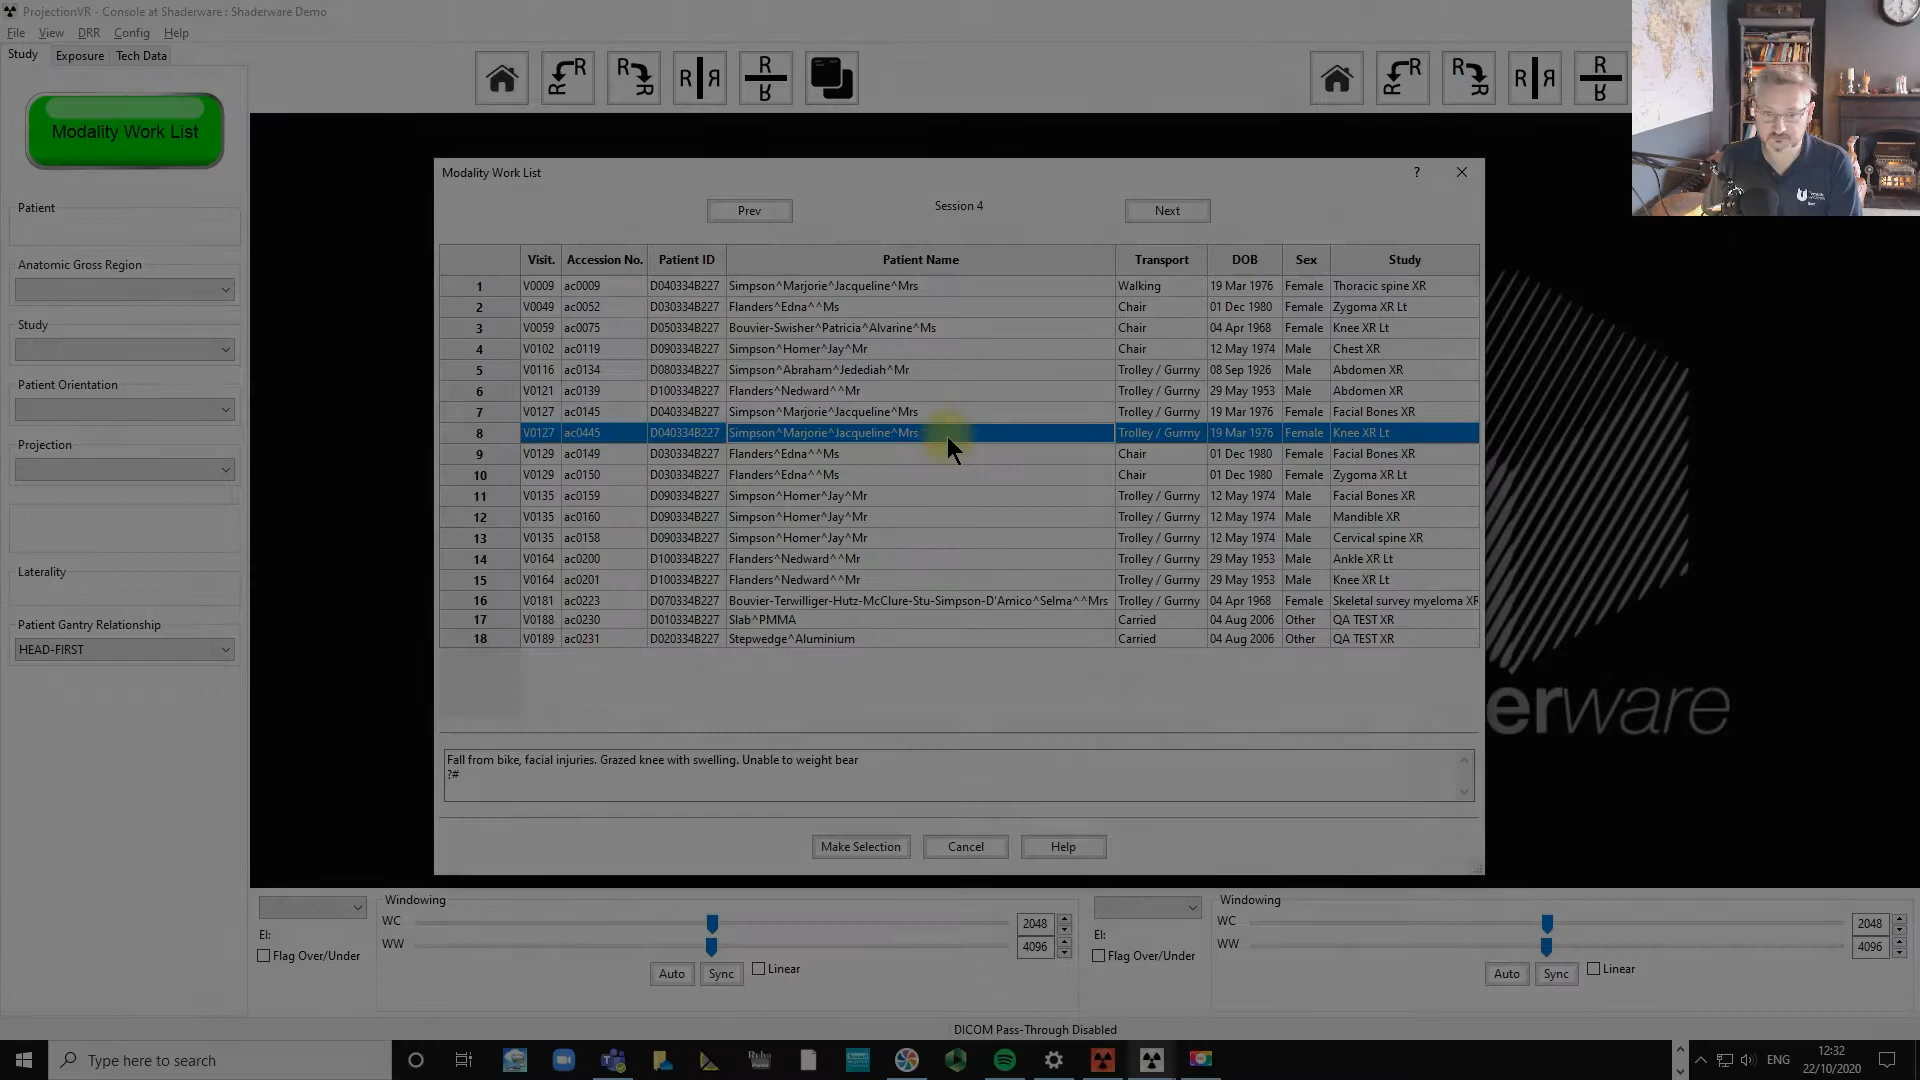 ProjectionVR - Console at Shaderware : Shaderware Demo
File View DRR Config Help
Study Exposure Tech Data
Modality Work List
Patient
Anatomic Gross Region
Study
Patient Orientation
Projection
Laterality
Patient Gantry Relationship
HEAD-FIRST
Modality Work List
? 
Prev Session 4 Next
Visit. Accession No. Patient ID Patient Name Transport DOB Sex Study
1 V0009 ac0009 D040334B227 Simpson^Marjorie^Jacqueline^Mrs Walking 19 Mar 1976 Female Thoracic spine XR
2 V0049 ac0052 D030334B227 Flanders^Edna^^Ms Chair 01 Dec 1980 Female Zygoma XR Lt
3 V0059 ac0075 D050334B227 Bouvier-Swisher^Patricia^Alvarine^Ms Chair 04 Apr 1968 Female Knee XR Lt
4 V0102 ac0119 D090334B227 Simpson^Homer^Jay^Mr Chair 12 May 1974 Male Chest XR
5 V0116 ac0134 D080334B227 Simpson^Abraham^Jedediah^Mr Trolley / Gurrny 08 Sep 1926 Male Abdomen XR
6 V0121 ac0139 D100334B227 Flanders^Nedward^^Mr Trolley / Gurrny 29 May 1953 Male Abdomen XR
7 V0127 ac0145 D040334B227 Simpson^Marjorie^Jacqueline^Mrs Trolley / Gurrny 19 Mar 1976 Female Facial Bones XR
8 V0127 ac0445 D040334B227 Simpson^Marjorie^Jacqueline^Mrs Trolley / Gurrny 19 Mar 1976 Female Knee XR Lt
9 V0129 ac0149 D030334B227 Flanders^Edna^^Ms Chair 01 Dec 1980 Female Facial Bones XR
10 V0129 ac0150 D030334B227 Flanders^Edna^^Ms Chair 01 Dec 1980 Female Zygoma XR Lt
11 V0135 ac0159 D090334B227 Simpson^Homer^Jay^Mr Trolley / Gurrny 12 May 1974 Male Facial Bones XR
12 V0135 ac0160 D090334B227 Simpson^Homer^Jay^Mr Trolley / Gurrny 12 May 1974 Male Mandible XR
13 V0135 ac0158 D090334B227 Simpson^Homer^Jay^Mr Trolley / Gurrny 12 May 1974 Male Cervical spine XR
14 V0164 ac0200 D100334B227 Flanders^Nedward^^Mr Trolley / Gurrny 29 May 1953 Male Ankle XR Lt
15 V0164 ac0201 D100334B227 Flanders^Nedward^^Mr Trolley / Gurrny 29 May 1953 Male Knee XR Lt
16 V0181 ac0223 D070334B227 Bouvier-Terwilliger-Hutz-McClure-Stu-Simpson-D'Amico^Selma^^Mrs Trolley / Gurrny 04 Apr 1968 Female Skeletal survey myeloma XR
17 V0188 ac0230 D010334B227 Slab^PMMA Carried 04 Aug 2006 Other QA TEST XR
18 V0189 ac0231 D020334B227 Stepwedge^Aluminium Carried 04 Aug 2006 Other QA TEST XR
Fall from bike, facial injuries. Grazed knee with swelling. Unable to weight bear
?#
Make Selection Cancel Help
erware
Windowing
WC 2048
EI:
WW 4096
Flag Over/Under
Auto Sync Linear
Windowing
WC 2048
EI:
WW 4096
Flag Over/Under
Auto Sync Linear
DICOM Pass-Through Disabled
Type here to search
ENG
12:32
22/10/2020